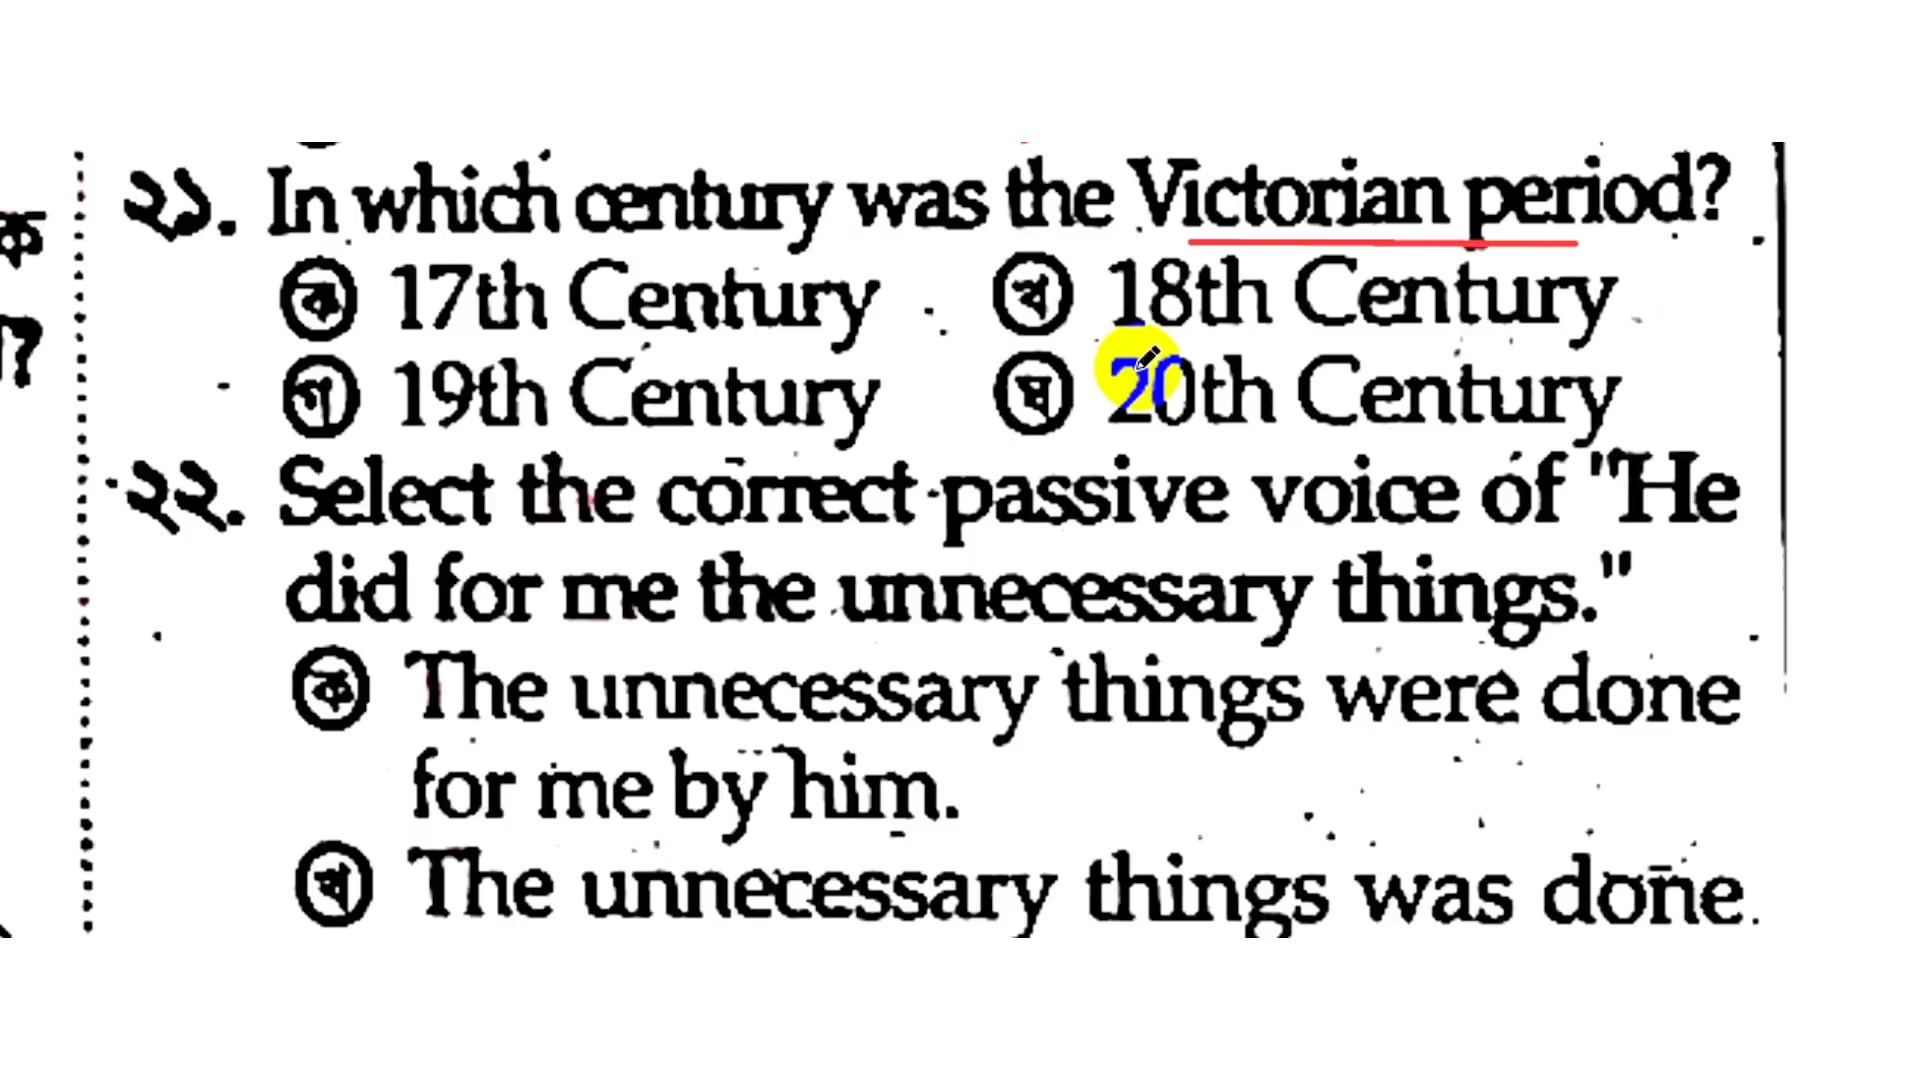 ২১. In which century was the Victorian period?
ক 17th Century খ 18th Century
গ 19th Century ঘ 20th Century
২২. Select the correct passive voice of "He
did for me the unnecessary things."
ক The unnecessary things were done
for me by him.
খ The unnecessary things was done
ক
?